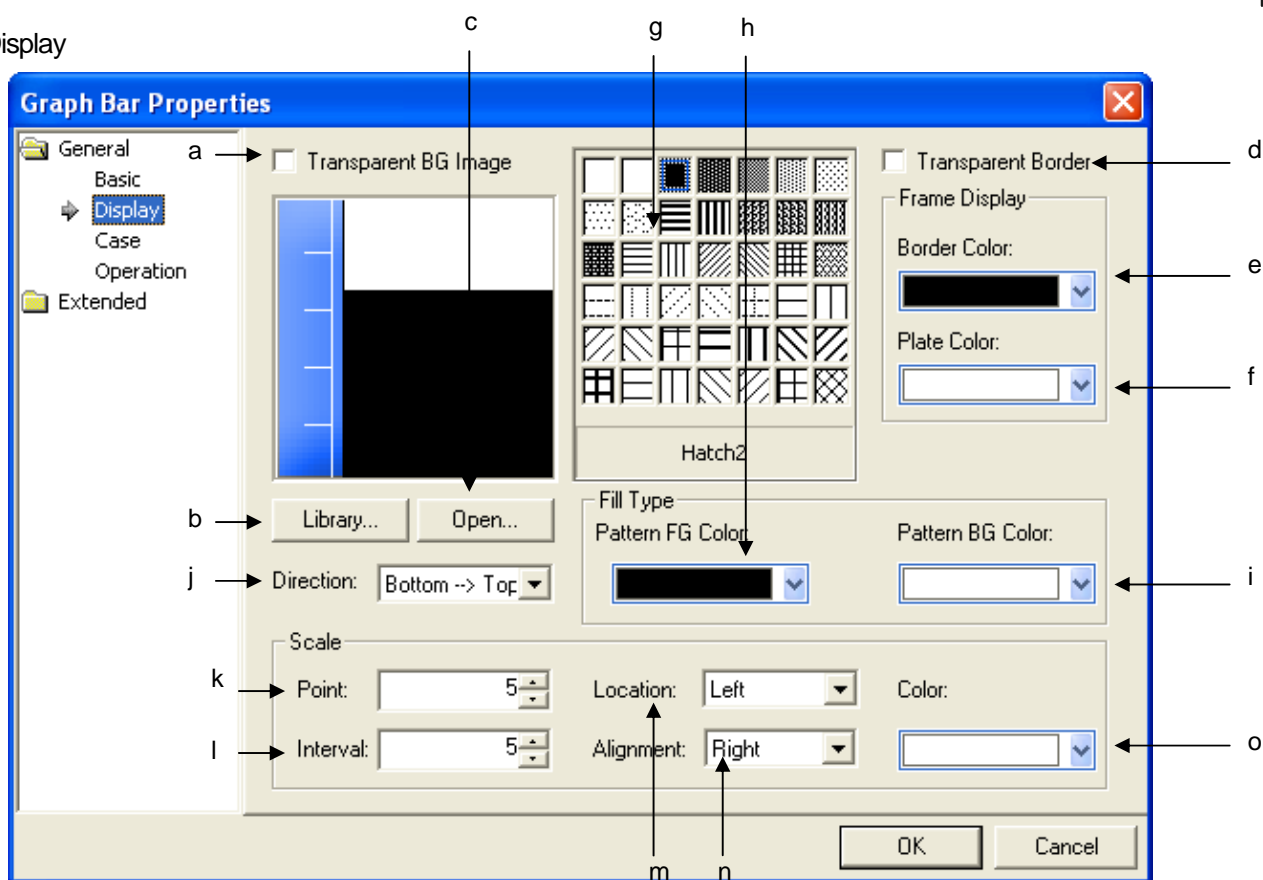 c
g
h
isplay
Graph Bar Properties
General
Basic
Display
Case
Operation
Extended
a
Transparent BG Image
Transparent Border
d
Frame Display
Border Color:
e
Plate Color:
f
Hatch2
b
Library...
Open...
Fill Type
Pattern FG Color
Pattern BG Color:
i
j
Direction:
Bottom --> Top
Scale
k
Point:
5
Location:
Left
Color:
l
Interval:
5
Alignment:
Right
o
OK
Cancel
m
n